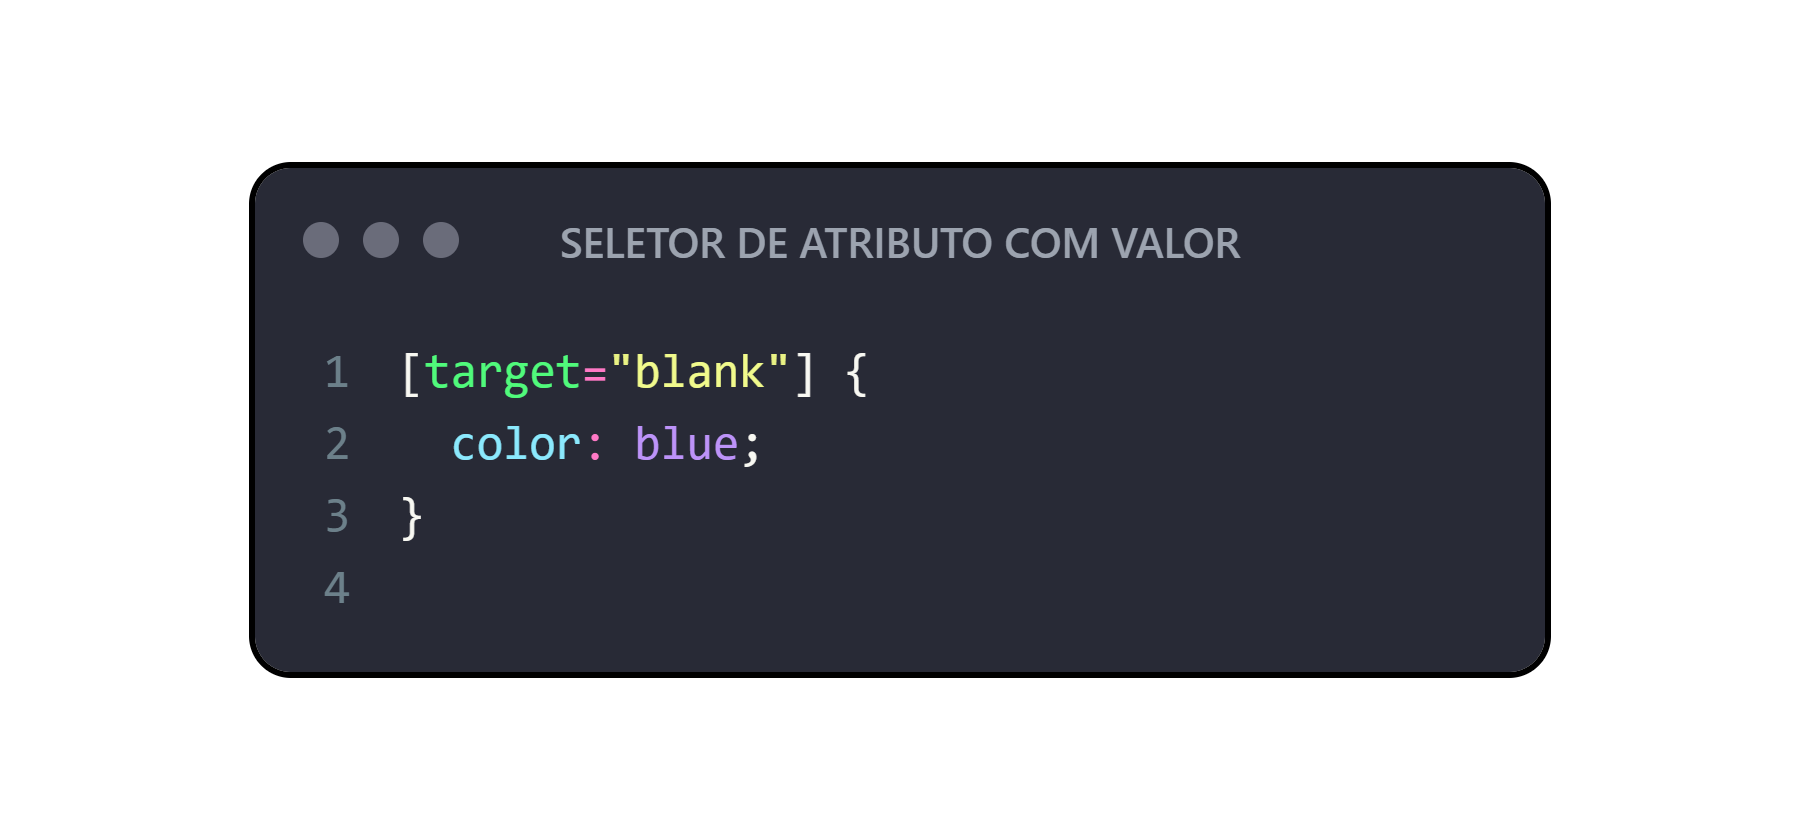 SELETOR DE ATRIBUTO COM VALOR
1 [target="blank"] {
2   color: blue;
3 }
4